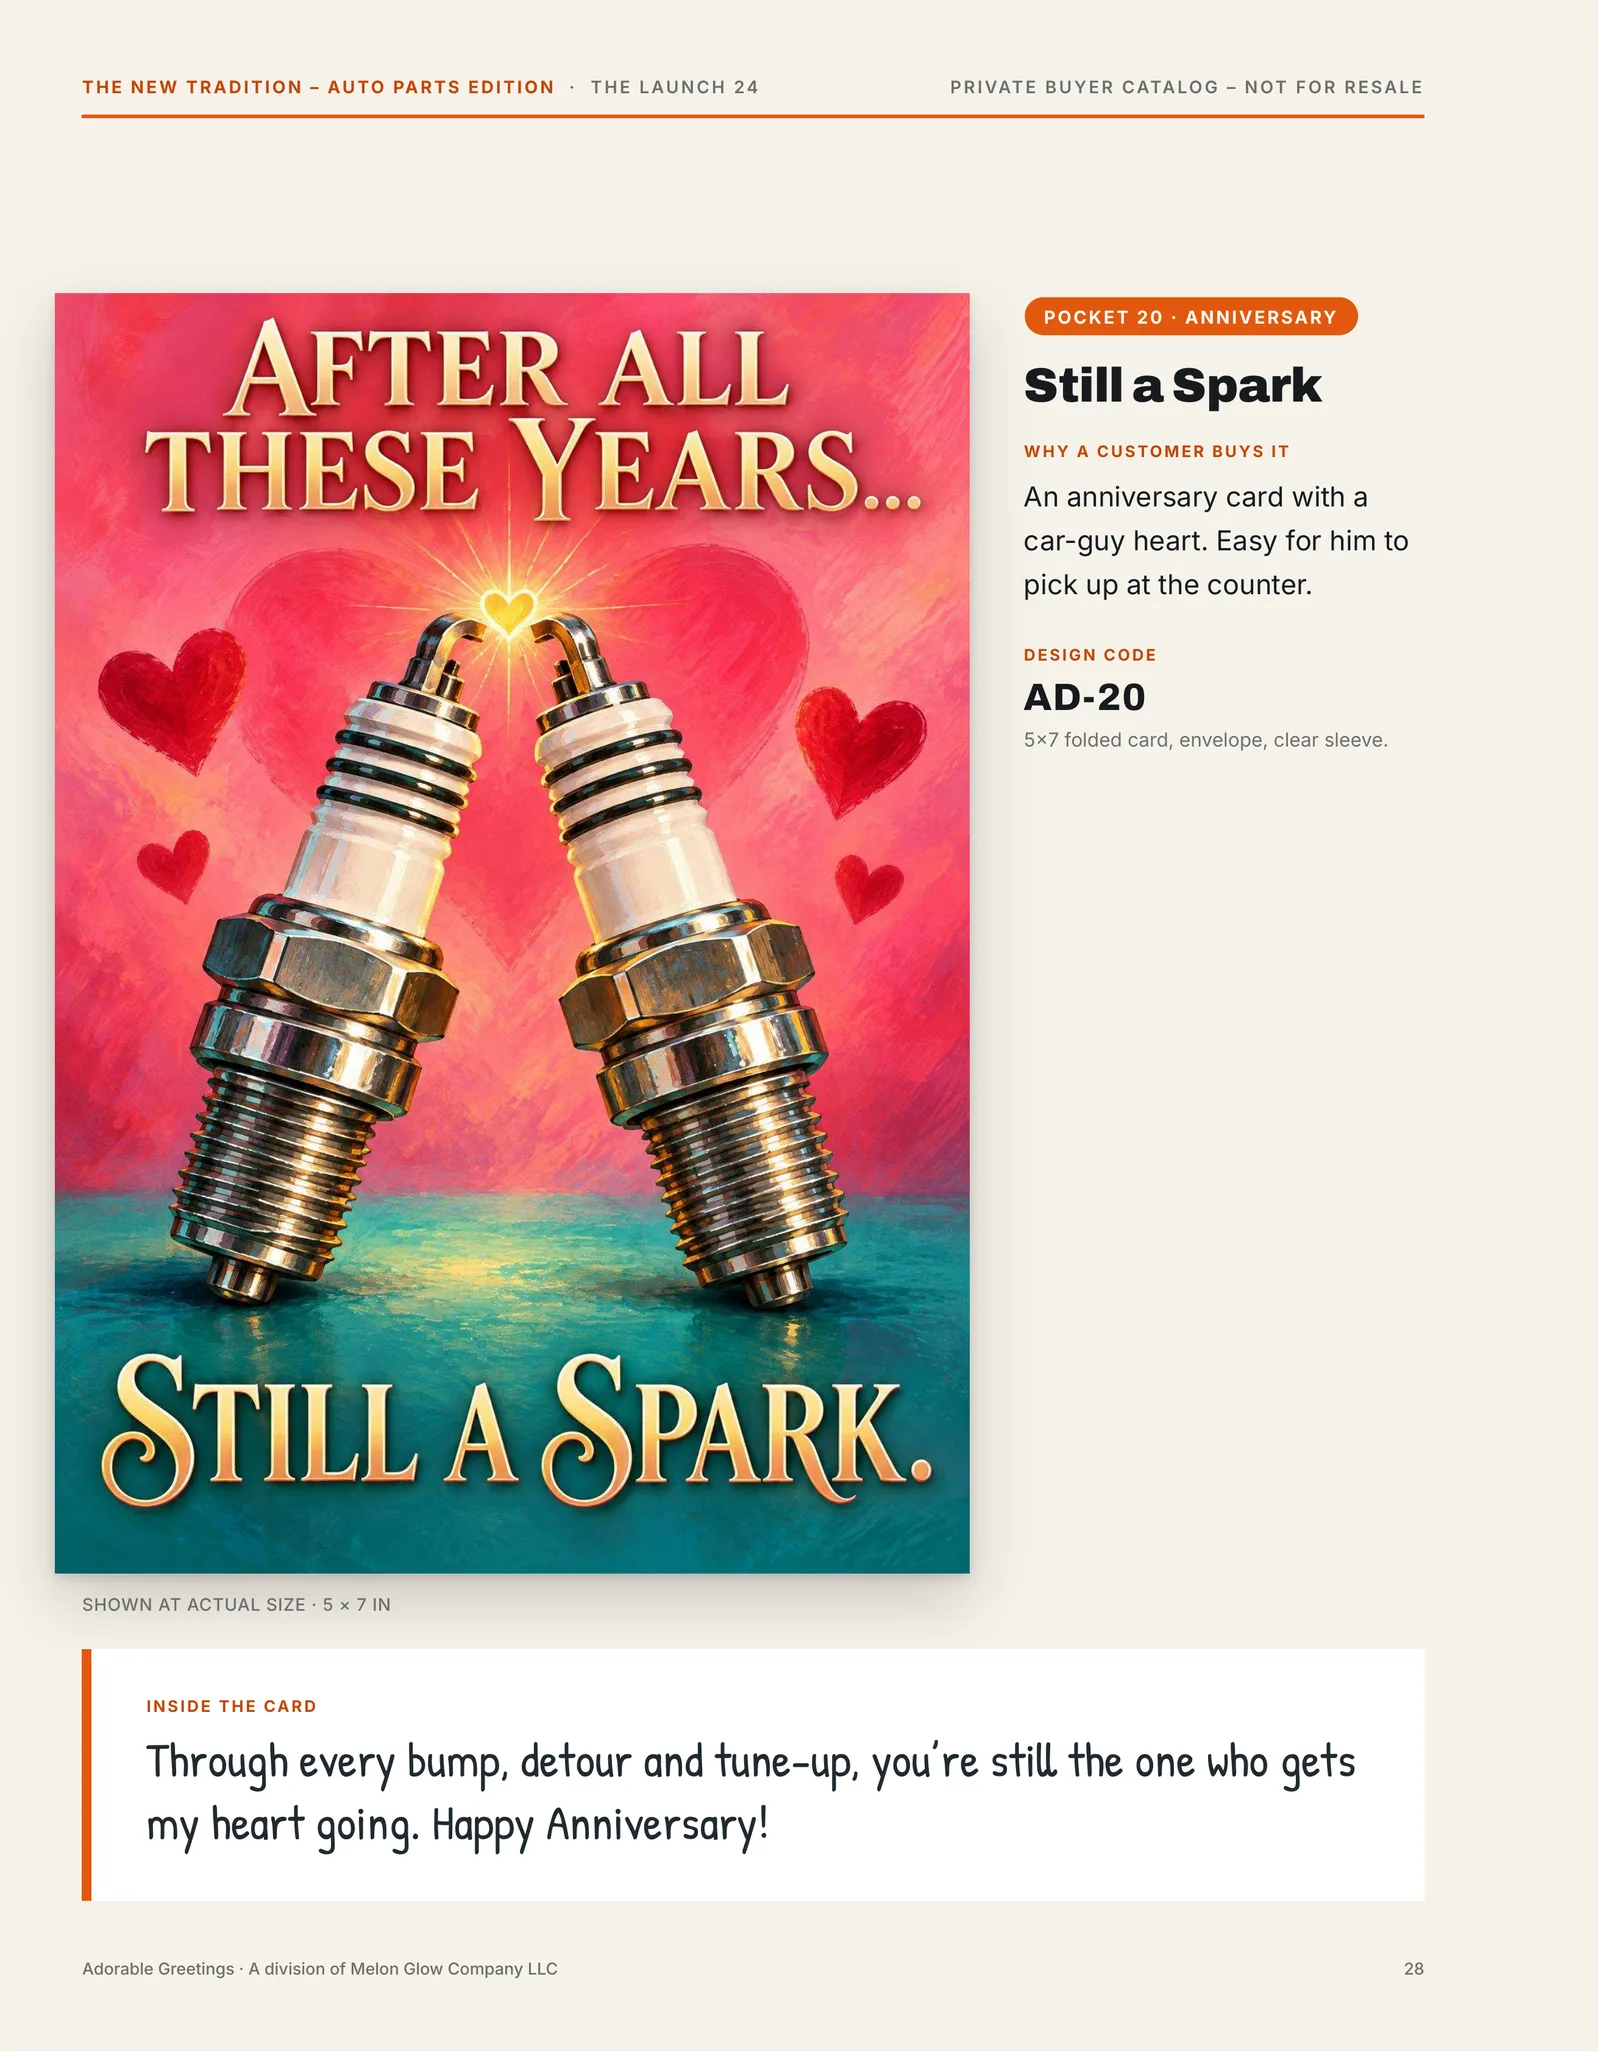 THE NEW TRADITION – AUTO PARTS EDITION · THE LAUNCH 24
PRIVATE BUYER CATALOG – NOT FOR RESALE
AFTER ALL
THESE YEARS...
STILL A SPARK.
SHOWN AT ACTUAL SIZE · 5 × 7 IN
POCKET 20 · ANNIVERSARY
Still a Spark
WHY A CUSTOMER BUYS IT
An anniversary card with a
car-guy heart. Easy for him to
pick up at the counter.
DESIGN CODE
AD-20
5×7 folded card, envelope, clear sleeve.
INSIDE THE CARD
Through every bump, detour and tune-up, you're still the one who gets
my heart going. Happy Anniversary!
Adorable Greetings · A division of Melon Glow Company LLC
28